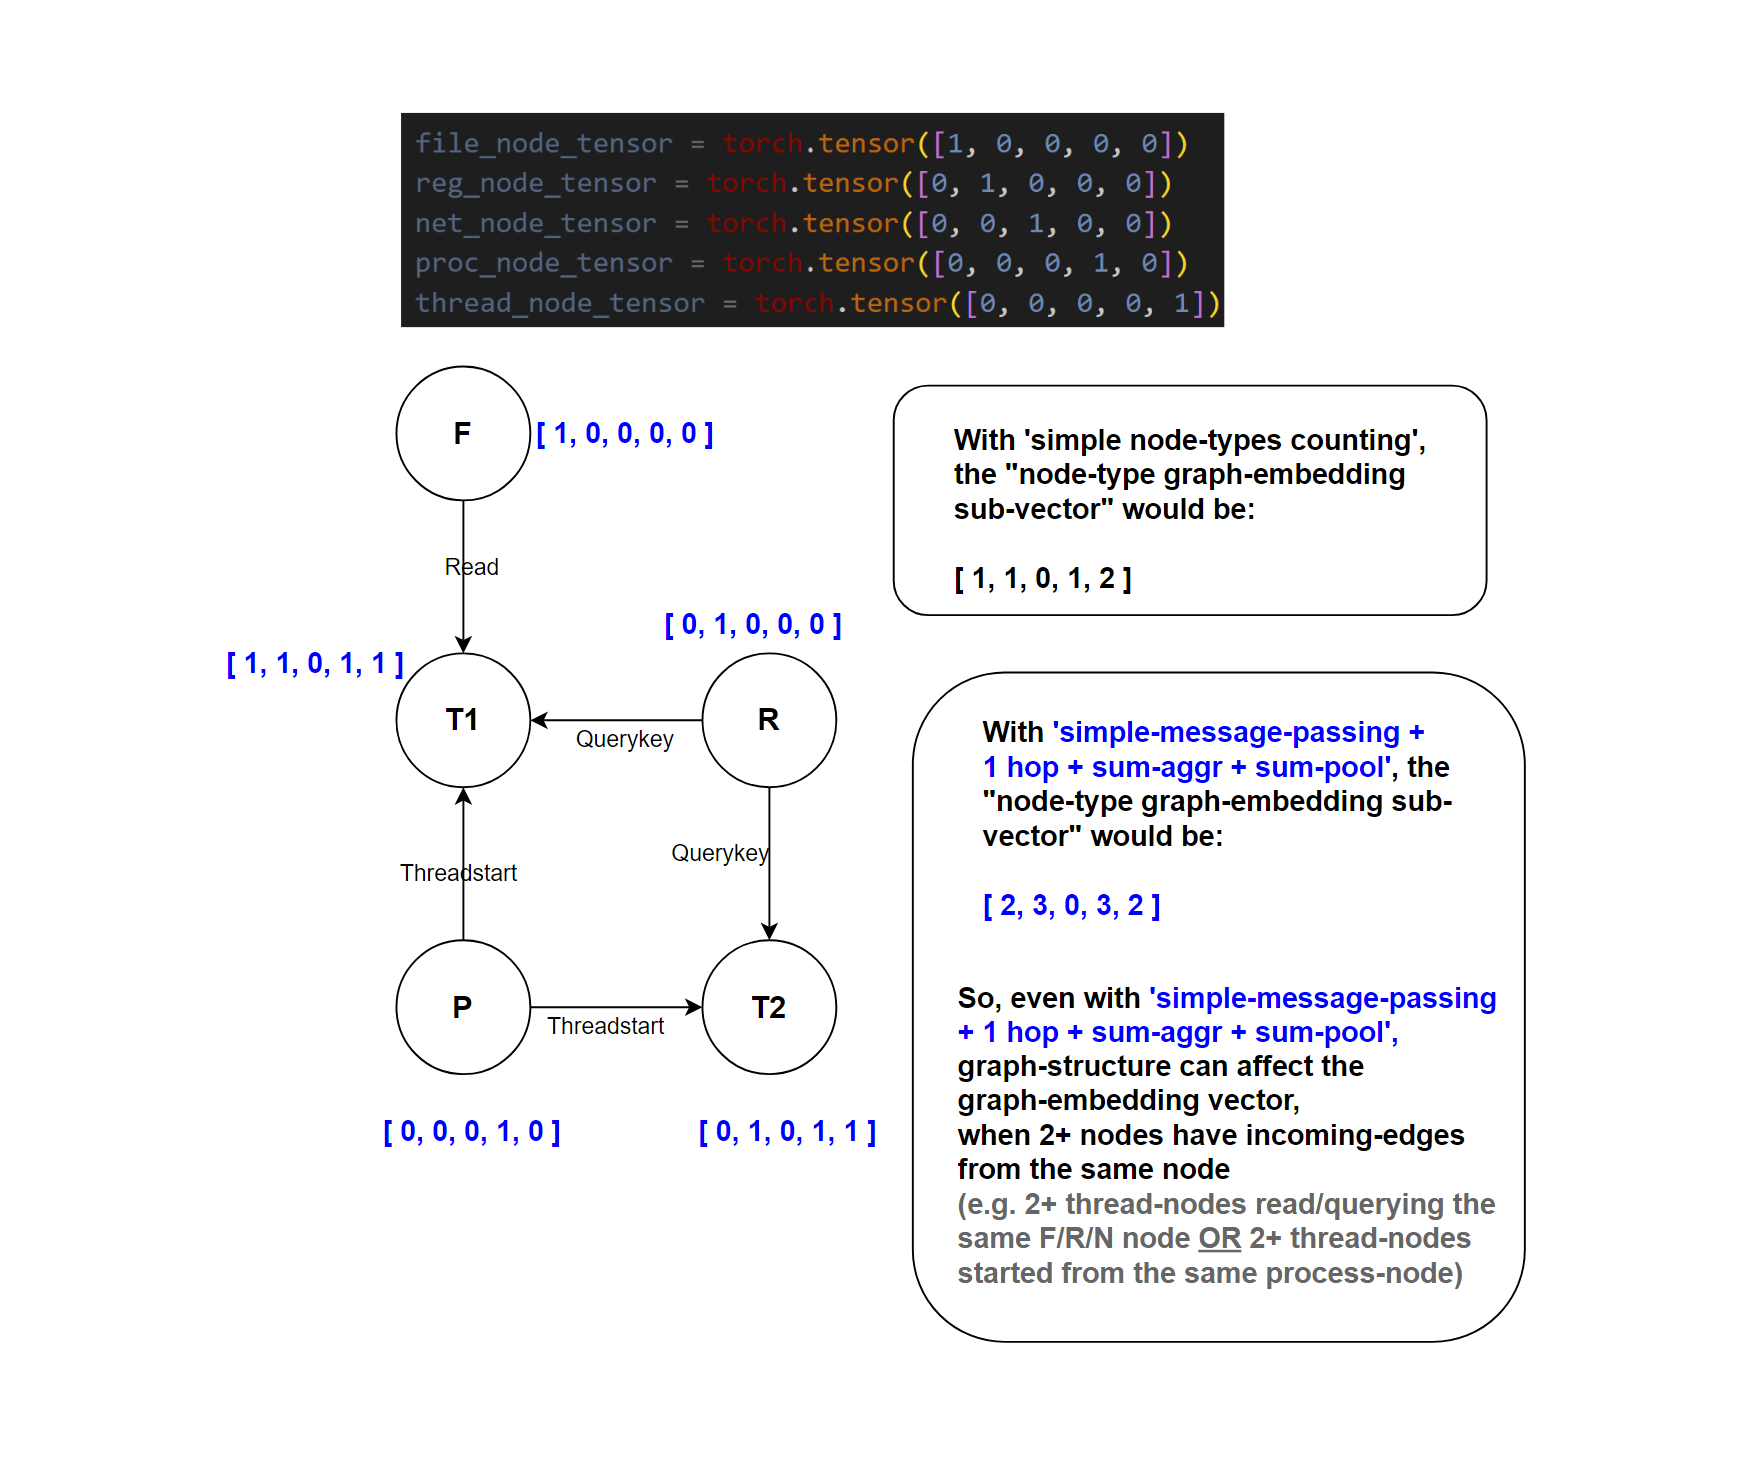 file_node_tensor = torch.tensor([1, 0, 0, 0, 0])
reg_node_tensor = torch.tensor([0, 1, 0, 0, 0])
net_node_tensor = torch.tensor([0, 0, 1, 0, 0])
proc_node_tensor = torch.tensor([0, 0, 0, 1, 0])
thread_node_tensor = torch.tensor([0, 0, 0, 0, 1])
F
[ 1, 0, 0, 0, 0 ]
Read
[ 0, 1, 0, 0, 0 ]
[ 1, 1, 0, 1, 1 ]
T1
R
Querykey
Querykey
Threadstart
P
T2
Threadstart
[ 0, 0, 0, 1, 0 ]
[ 0, 1, 0, 1, 1 ]
With 'simple node-types counting',
the "node-type graph-embedding
sub-vector" would be:
[ 1, 1, 0, 1, 2 ]
With 'simple-message-passing +
1 hop + sum-aggr + sum-pool', the
"node-type graph-embedding sub-
vector" would be:
[ 2, 3, 0, 3, 2 ]
So, even with 'simple-message-passing
+ 1 hop + sum-aggr + sum-pool',
graph-structure can affect the
graph-embedding vector,
when 2+ nodes have incoming-edges
from the same node
(e.g. 2+ thread-nodes read/querying the
same F/R/N node OR 2+ thread-nodes
started from the same process-node)